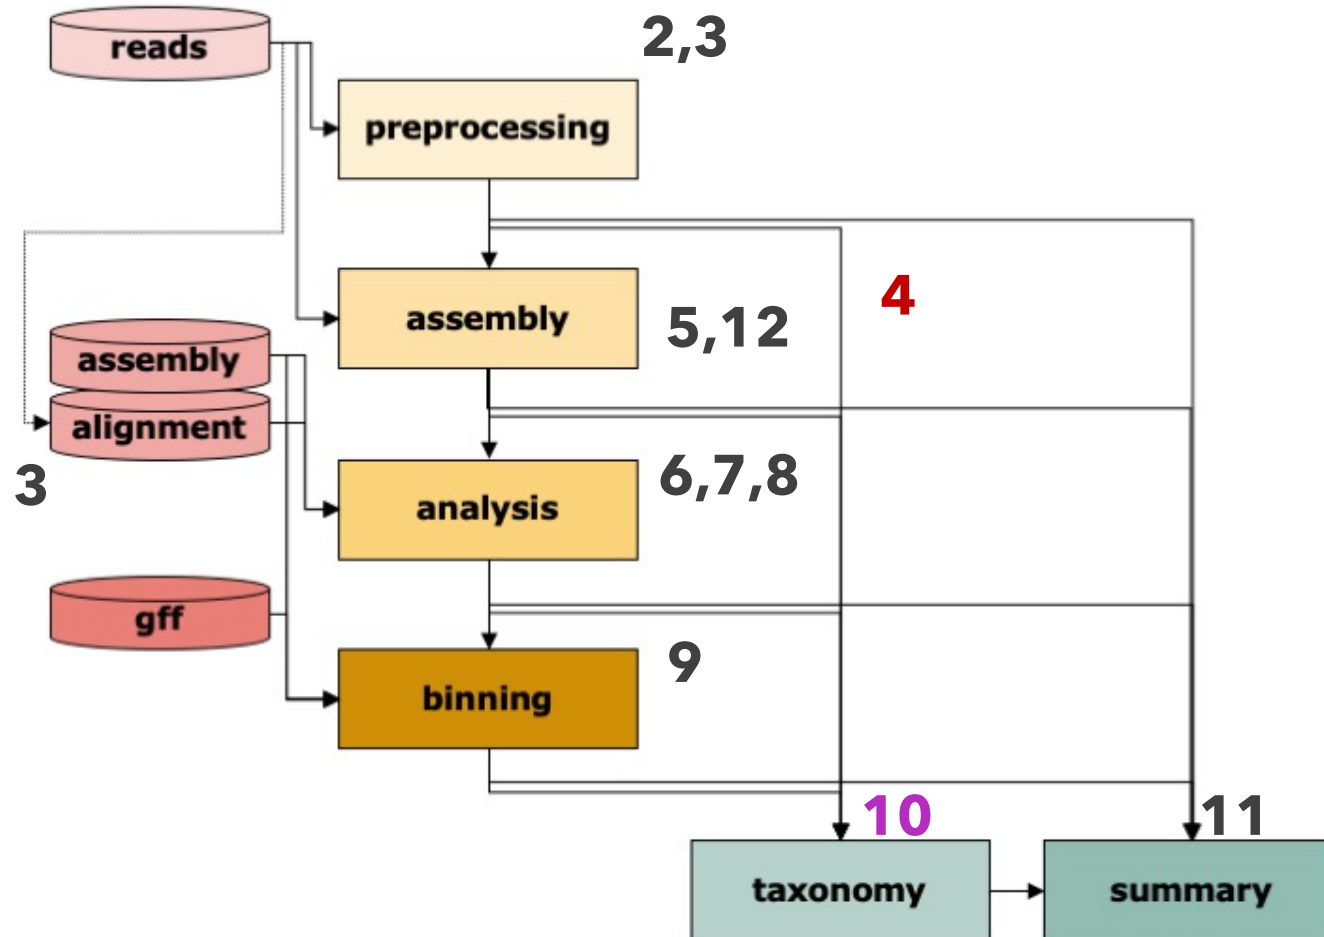 reads
2,3
preprocessing
4
assembly
5,12
assembly
alignment
3
6,7,8
analysis
gff
9
binning
10
11
taxonomy
summary